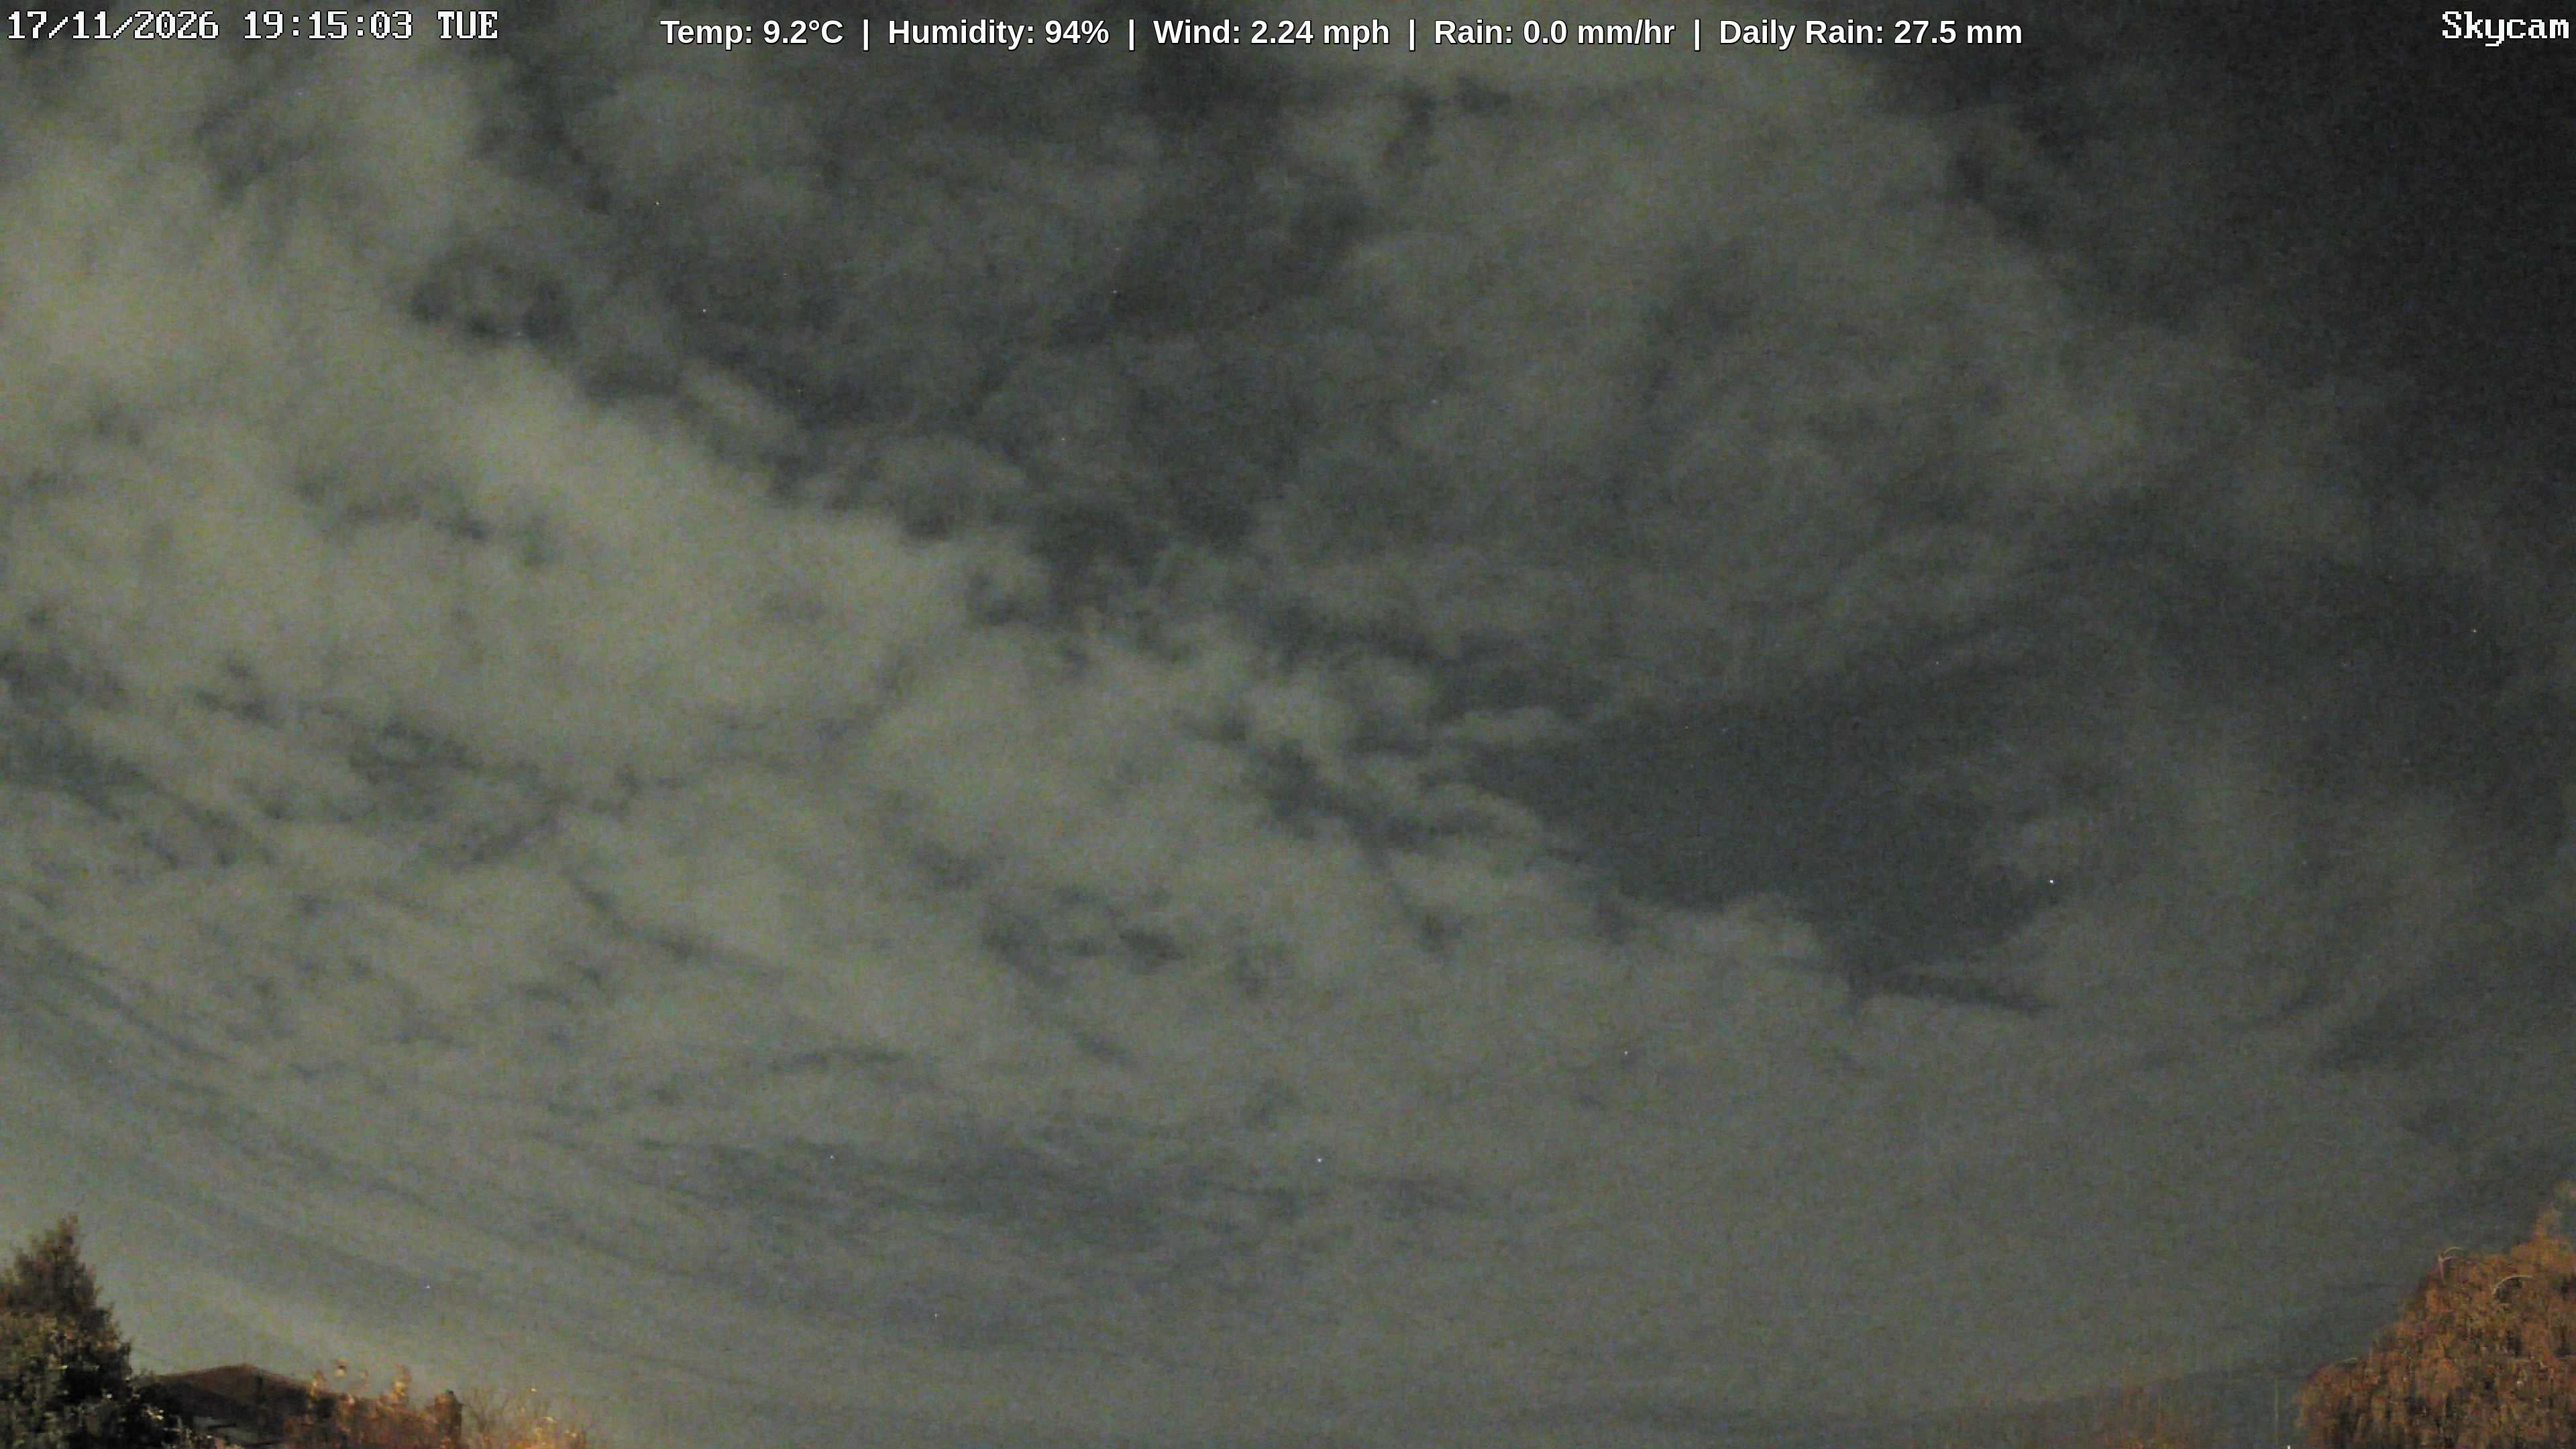 17/11/2026 19:15:03 TUE
Temp: 9.2°C | Humidity: 94% | Wind: 2.24 mph | Rain: 0.0 mm/hr | Daily Rain: 27.5 mm
Skycam